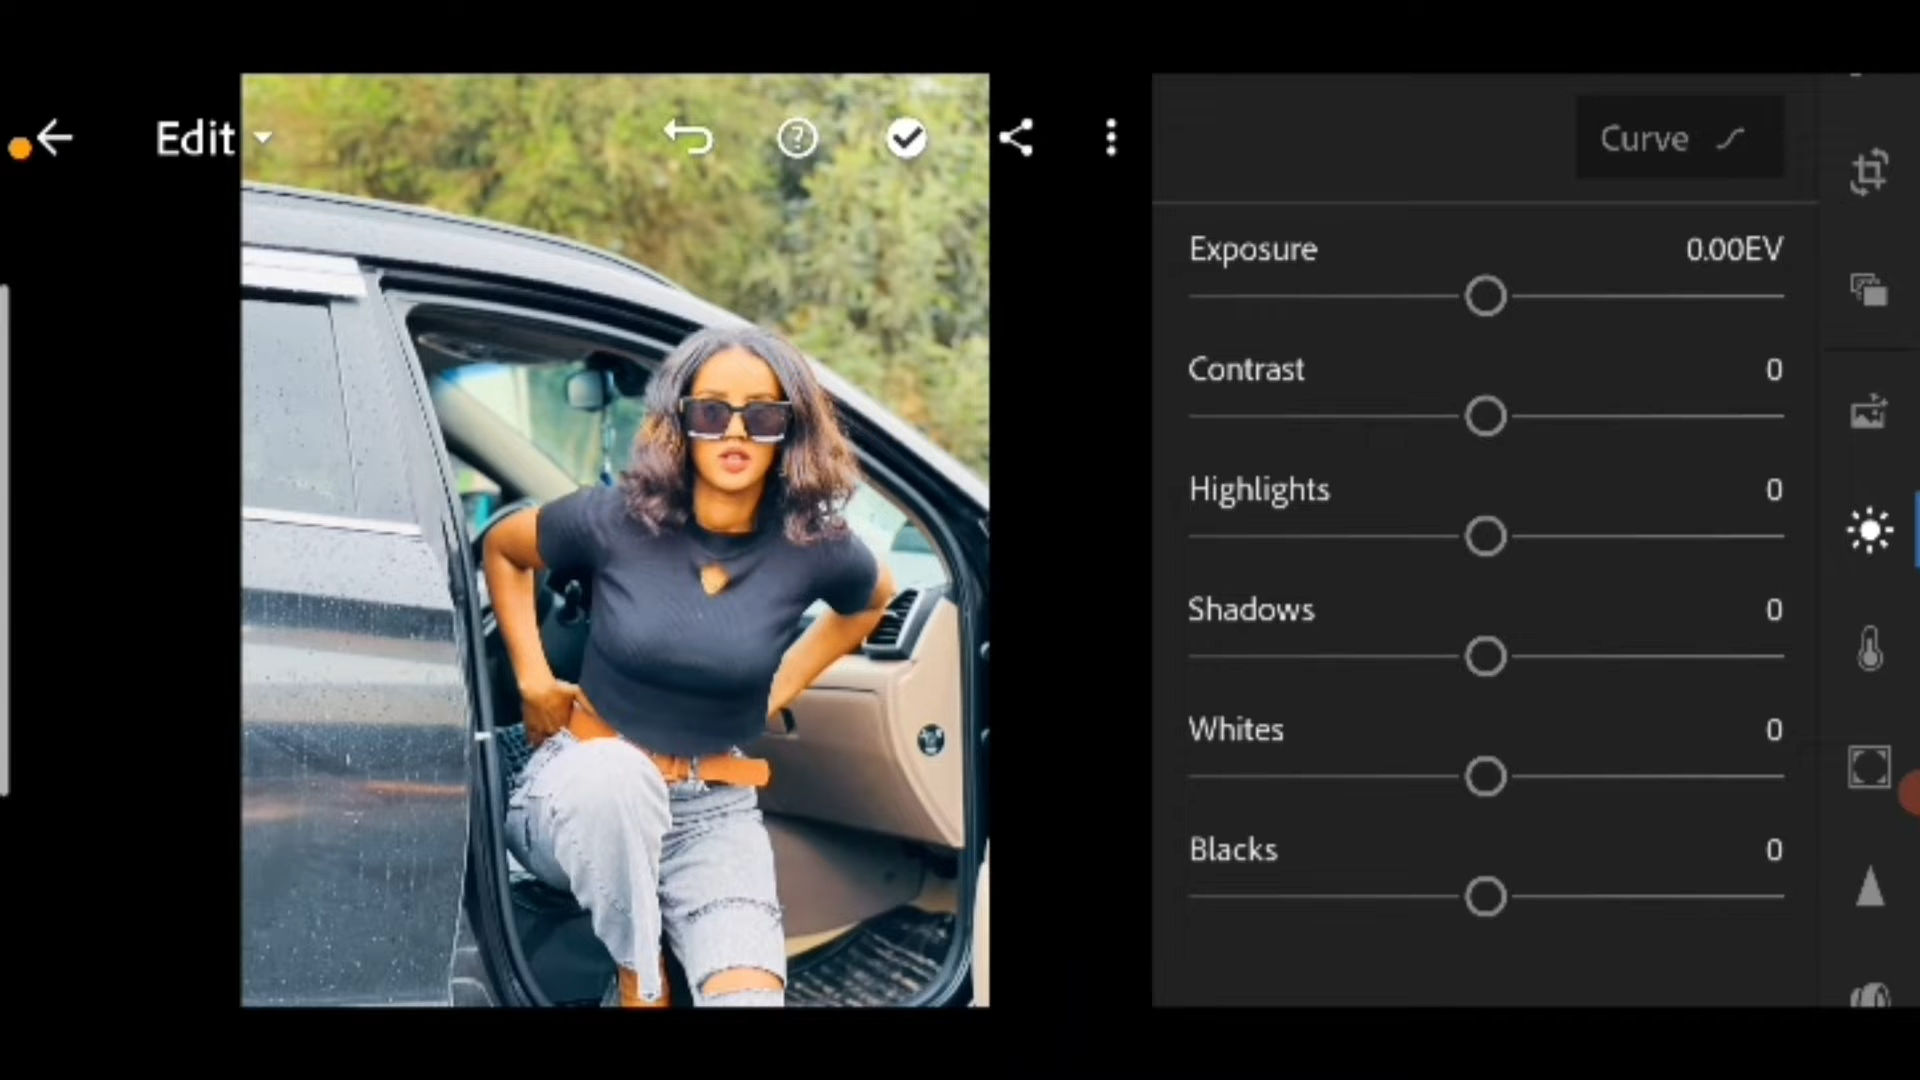 Edit
Curve
Exposure 0.00EV
Contrast 0
Highlights 0
Shadows 0
Whites 0
Blacks 0